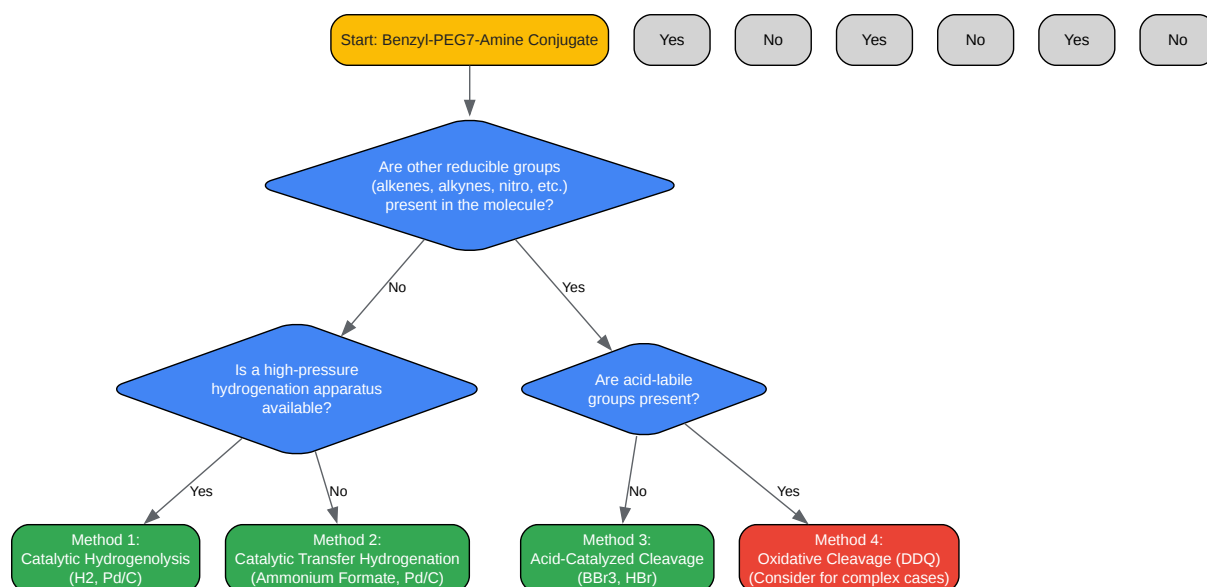 Start: Benzyl-PEG7-Amine Conjugate
Yes
No
Yes
No
Yes
No
Are other reducible groups
(alkenes, alkynes, nitro, etc.)
present in the molecule?
No
Yes
Is a high-pressure
hydrogenation apparatus
available?
Are acid-labile
groups present?
Yes
No
No
Yes
Method 1:
Catalytic Hydrogenolysis
(H2, Pd/C)
Method 2:
Catalytic Transfer Hydrogenation
(Ammonium Formate, Pd/C)
Method 3:
Acid-Catalyzed Cleavage
(BBr3, HBr)
Method 4:
Oxidative Cleavage (DDQ)
(Consider for complex cases)